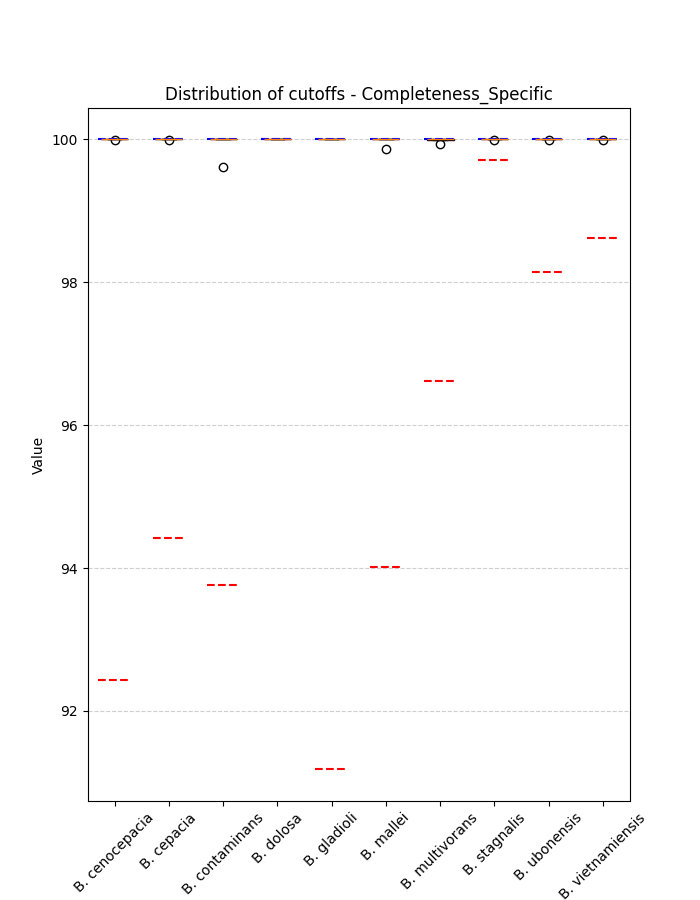 Distribution of cutoffs - Completeness_Specific
100
98
96
94
92
Value
B. cenocepacia
B. cepacia
B. contaminans
B. dolosa
B. gladioli
B. mallei
B. multivorans
B. stagnalis
B. ubonensis
B. vietnamiensis